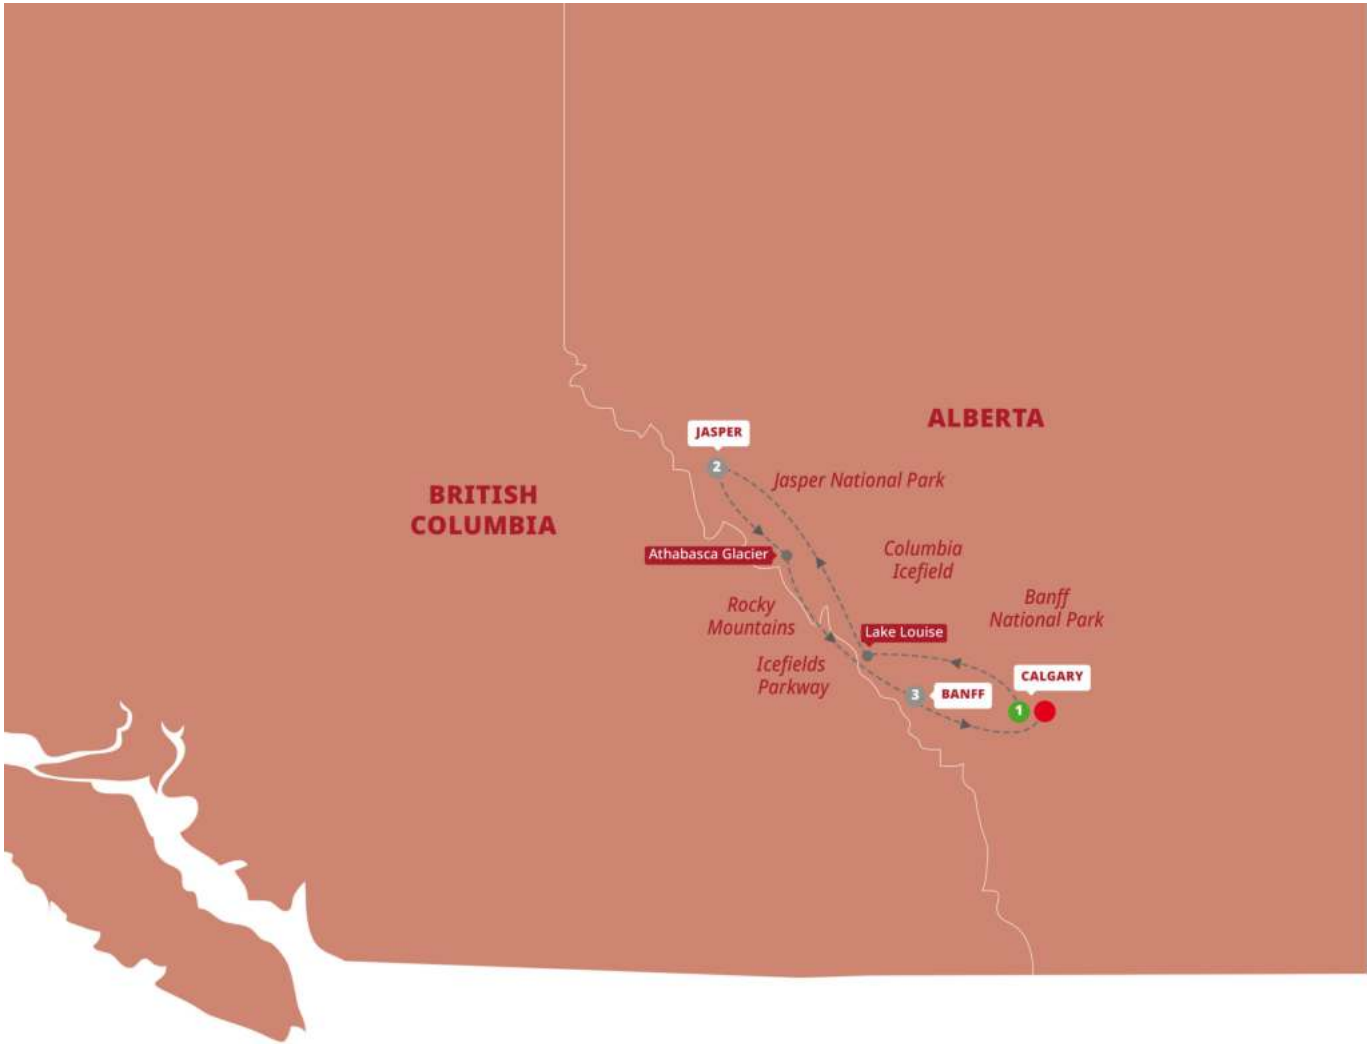 ALBERTA
JASPER
2
Jasper National Park
BRITISH
COLUMBIA
Athabasca Glacier
Columbia
Icefield
Rocky
Mountains
Banff
National Park
Lake Louise
Icefields
Parkway
CALGARY
3
BANFF
1